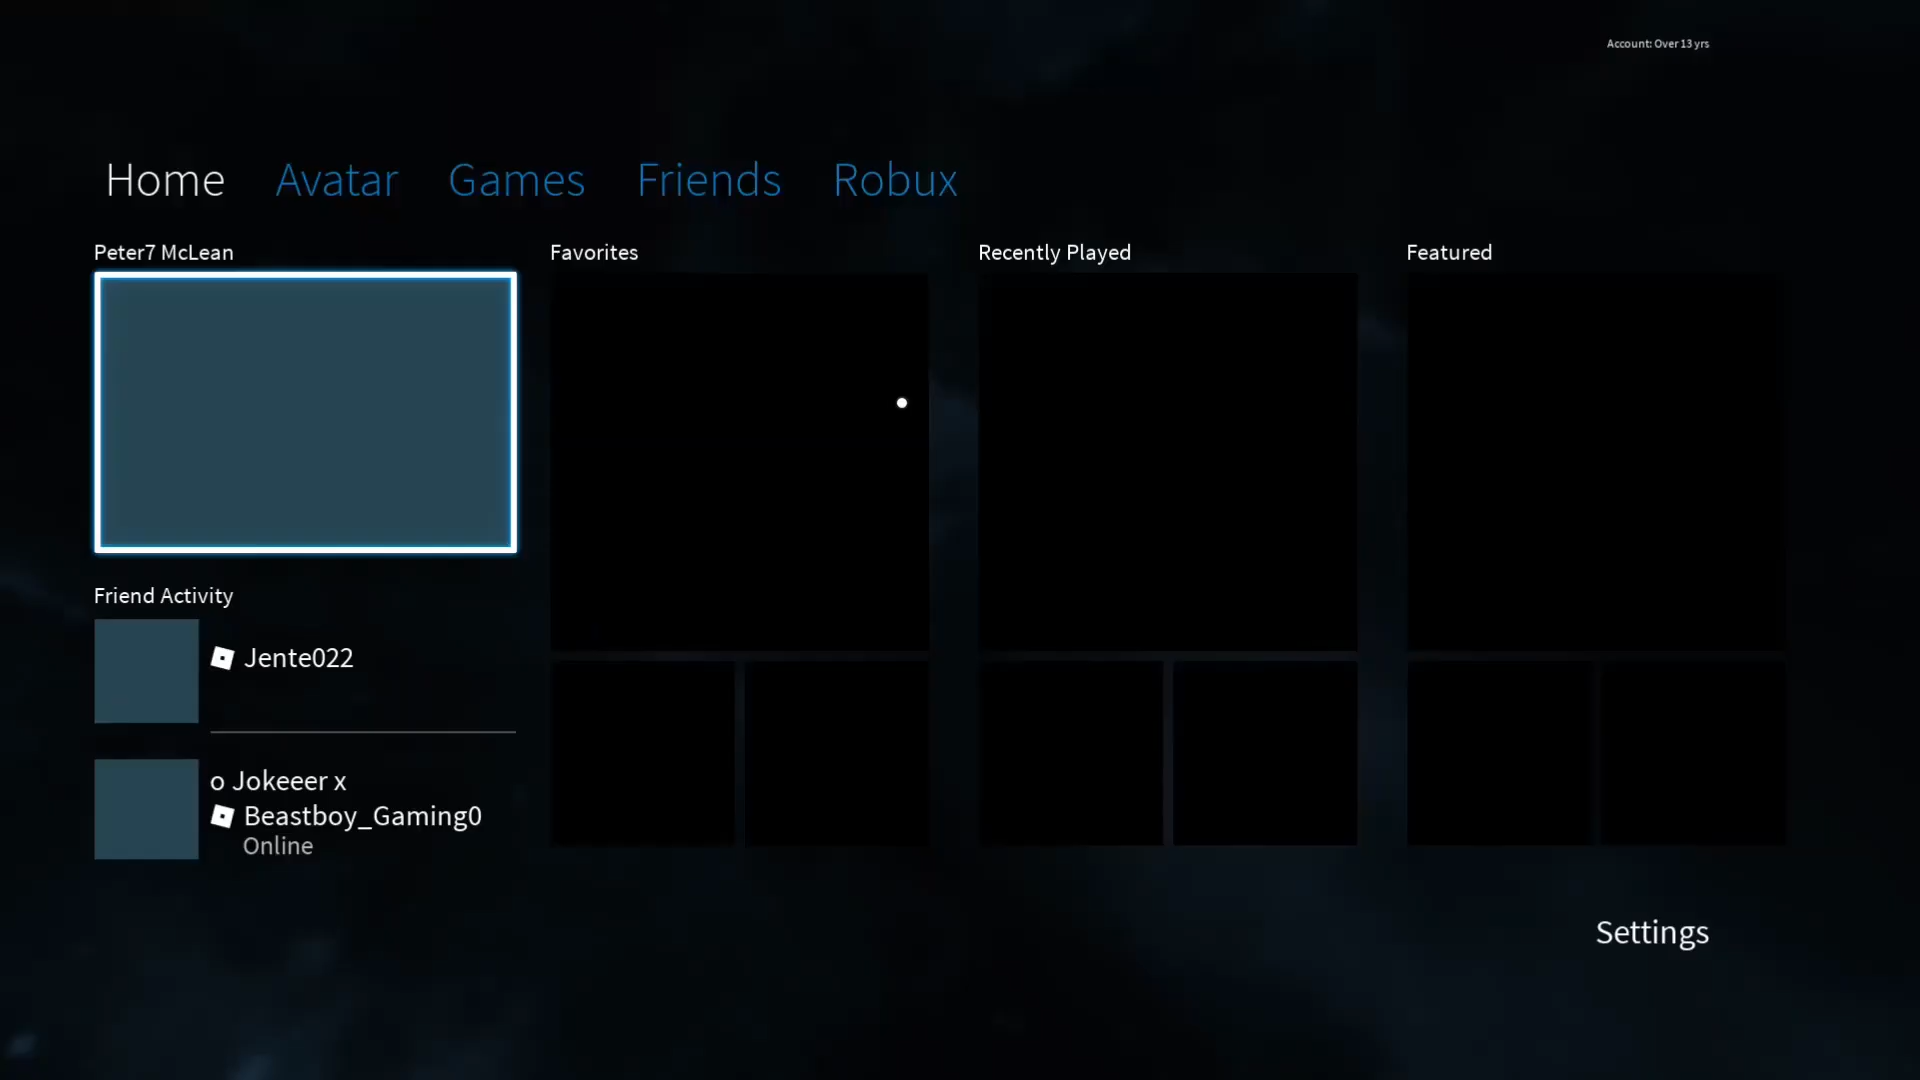 Account: Over 13 yrs
Home Avatar Games Friends Robux
Peter7 McLean
Favorites
Recently Played
Featured
Friend Activity
Jente022
o Jokeeer x
Beastboy_Gaming0
Online
Settings